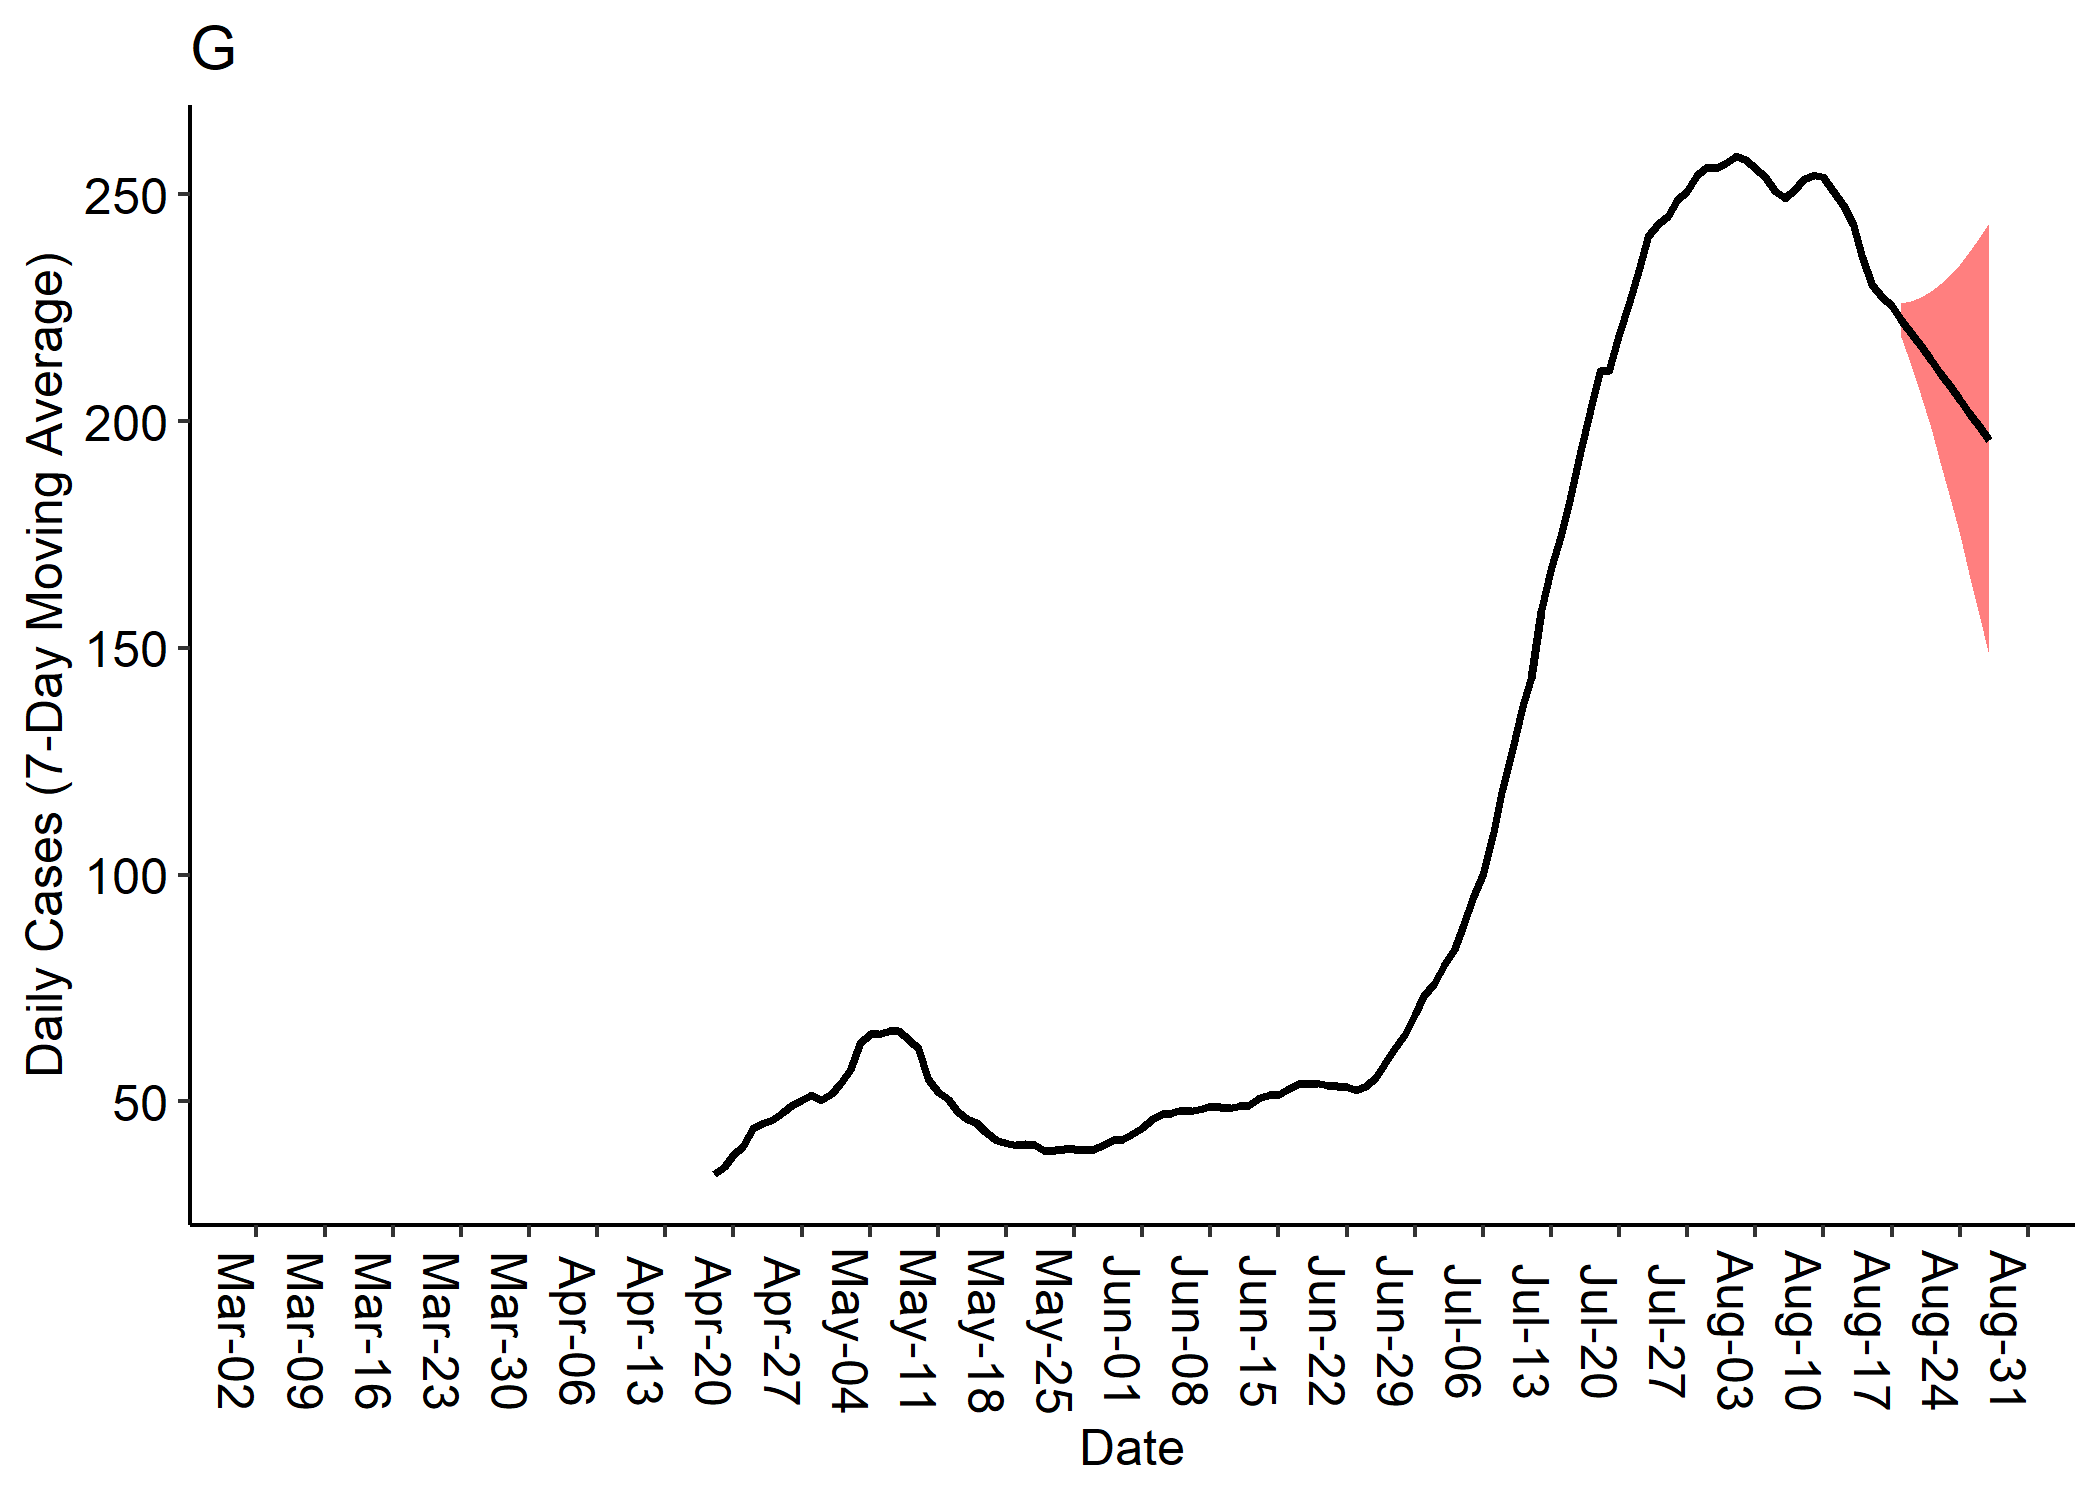 G
Daily Cases (7-Day Moving Average)
250
200
150
100
50
Mar-02
Mar-09
Mar-16
Mar-23
Mar-30
Apr-06
Apr-13
Apr-20
Apr-27
May-04
May-11
May-18
May-25
Jun-01
Jun-08
Jun-15
Jun-22
Jun-29
Jul-06
Jul-13
Jul-20
Jul-27
Aug-03
Aug-10
Aug-17
Aug-24
Aug-31
Date